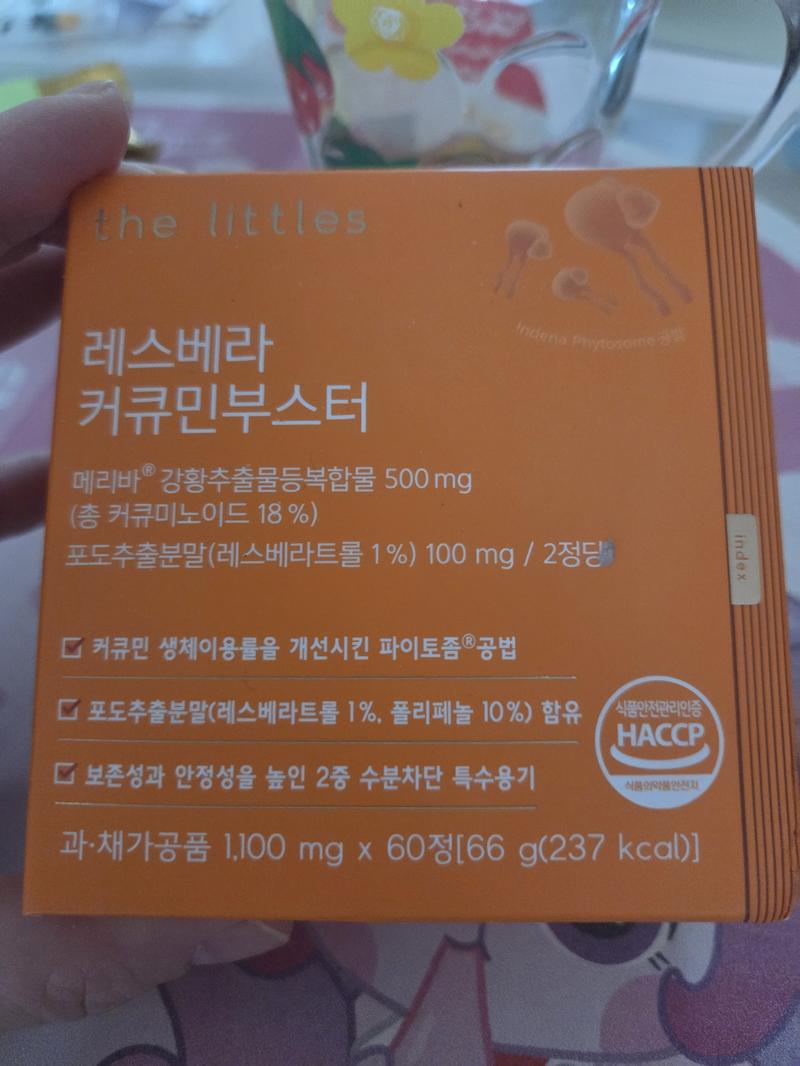 the littles
Indena Phytosome 공법
레스베라
커큐민부스터
메리바® 강황추출물등복합물 500 mg
(총 커큐미노이드 18 %)
포도추출분말(레스베라트롤 1 %) 100 mg / 2정당
index
커큐민 생체이용률을 개선시킨 파이토좀®공법
포도추출분말(레스베라트롤 1%, 폴리페놀 10%) 함유
보존성과 안정성을 높인 2중 수분차단 특수용기
식품안전관리인증
HACCP
식품의약품안전처
과·채가공품 1,100 mg x 60정[66 g(237 kcal)]